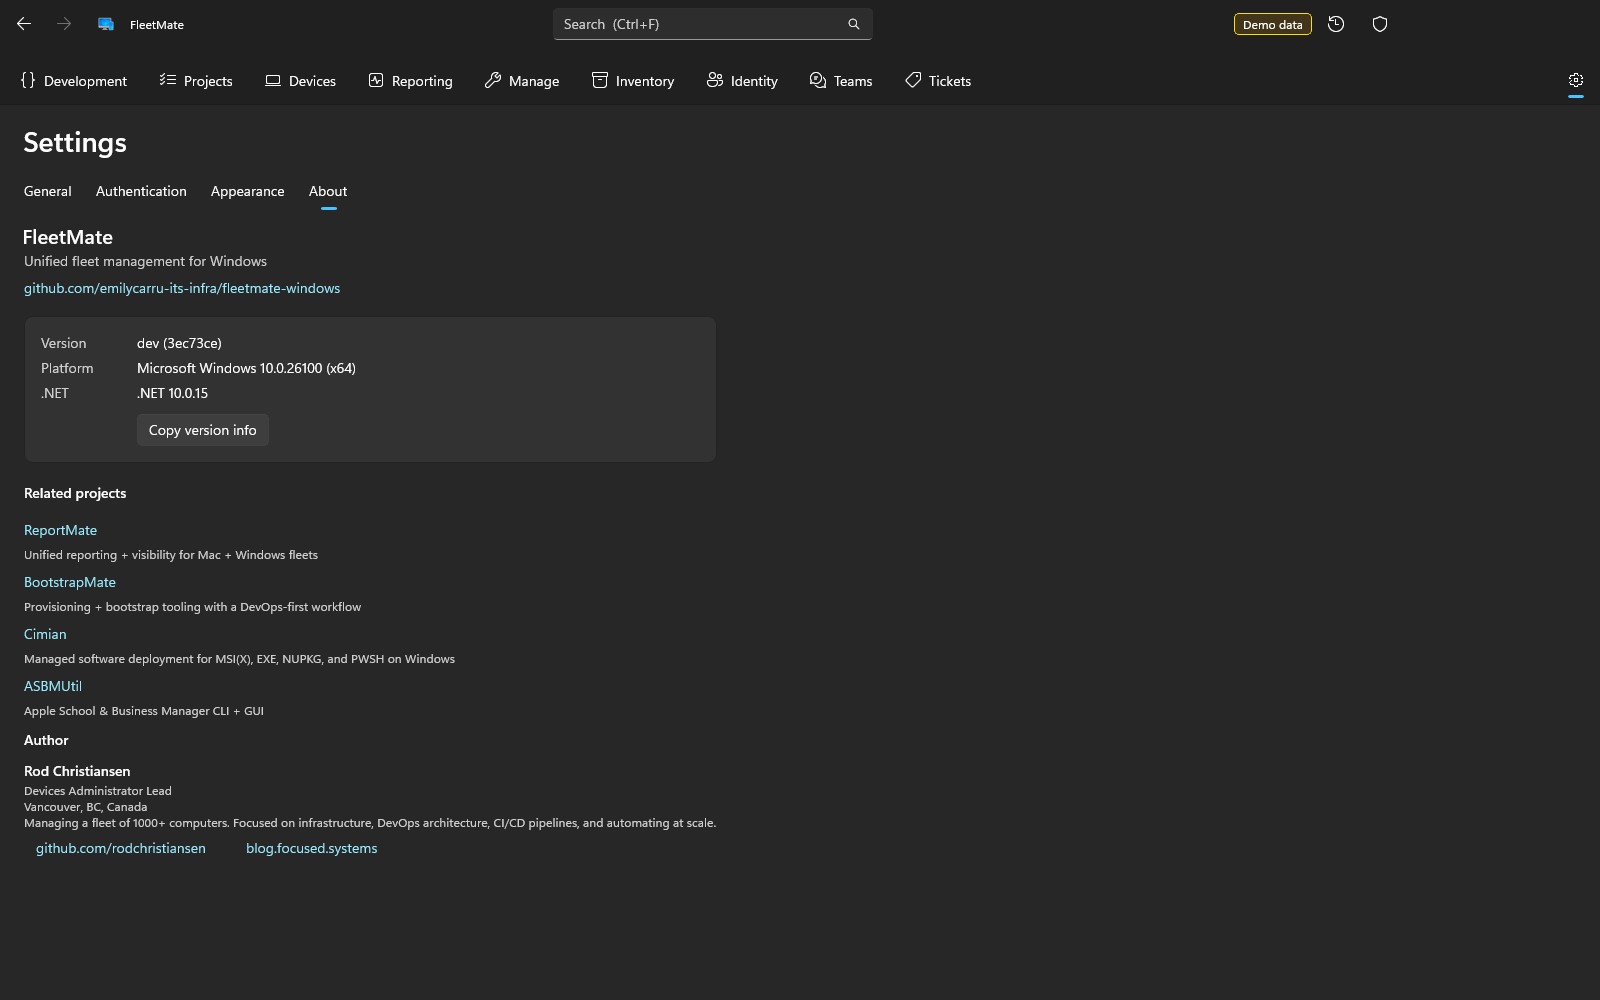 FleetMate
Search (Ctrl+F)
Demo data
Development
Projects
Devices
Reporting
Manage
Inventory
Identity
Teams
Tickets
Settings
General
Authentication
Appearance
About
FleetMate
Unified fleet management for Windows
github.com/emilycarru-its-infra/fleetmate-windows
Version dev (3ec73ce)
Platform Microsoft Windows 10.0.26100 (x64)
.NET .NET 10.0.15
Copy version info
Related projects
ReportMate
Unified reporting + visibility for Mac + Windows fleets
BootstrapMate
Provisioning + bootstrap tooling with a DevOps-first workflow
Cimian
Managed software deployment for MSI(X), EXE, NUPKG, and PWSH on Windows
ASBMUtil
Apple School & Business Manager CLI + GUI
Author
Rod Christiansen
Devices Administrator Lead
Vancouver, BC, Canada
Managing a fleet of 1000+ computers. Focused on infrastructure, DevOps architecture, CI/CD pipelines, and automating at scale.
github.com/rodchristiansen
blog.focused.systems